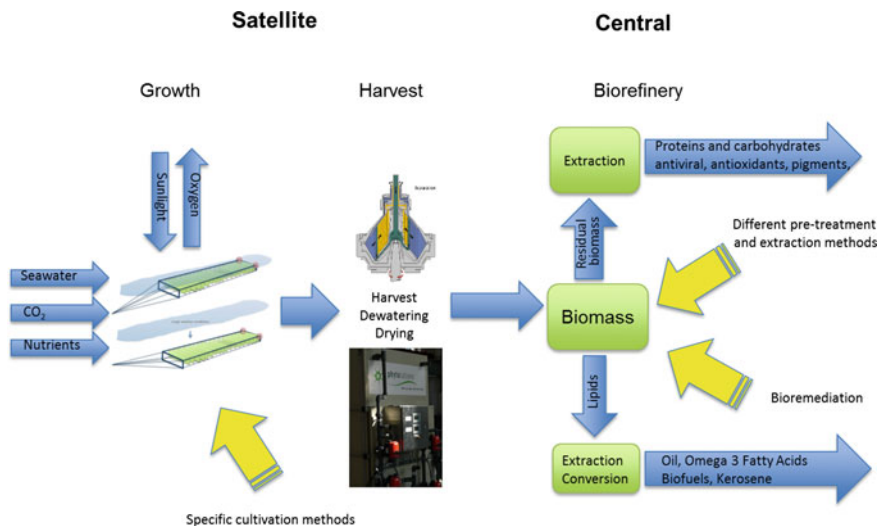 Satellite
Central
Growth
Harvest
Biorefinery
Sunlight
Oxygen
Seawater
CO₂
Nutrients
Harvest
Dewatering
Drying
Extraction
Proteins and carbohydrates
antiviral, antioxidants, pigments,
Residual
biomass
Different pre-treatment
and extraction methods
Biomass
Lipids
Bioremediation
Extraction
Conversion
Oil, Omega 3 Fatty Acids
Biofuels, Kerosene
Specific cultivation methods